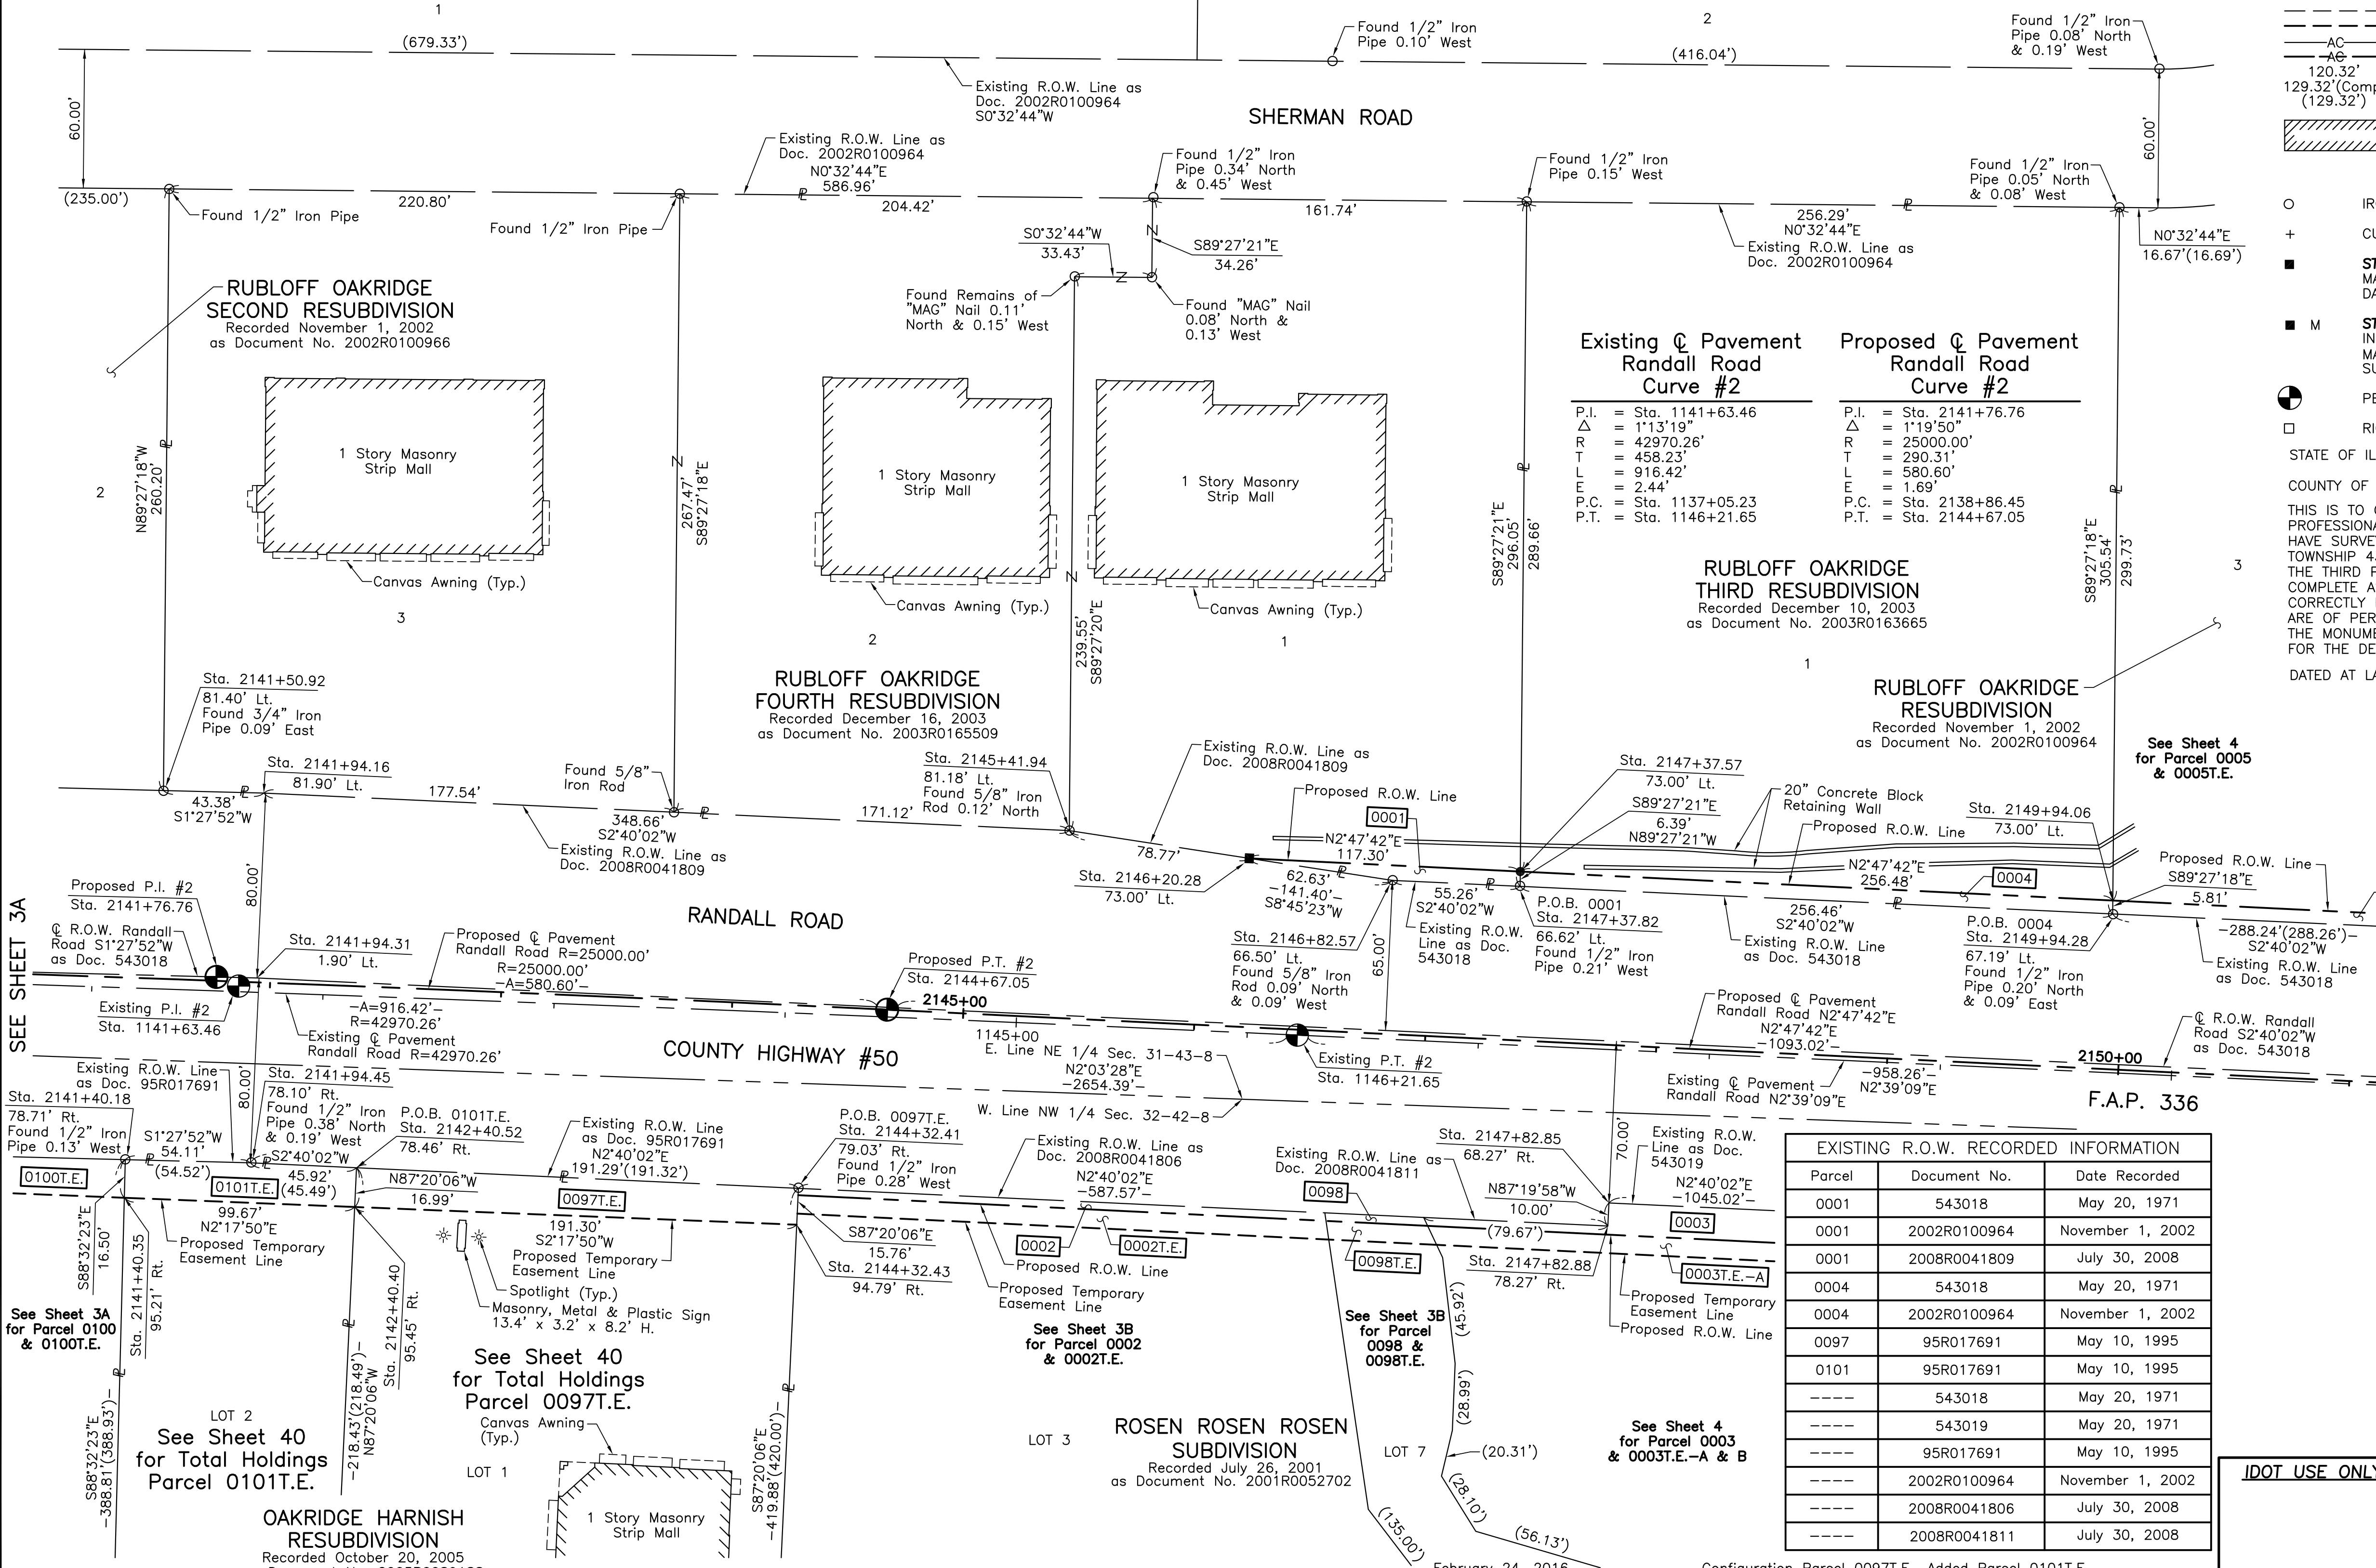 1
(679.33')
2
(416.04')
Found 1/2" Iron
Pipe 0.10' West
Found 1/2" Iron
Pipe 0.08' North
& 0.19' West
AC
AC
120.32'
(129.32')
60.00'
Existing R.O.W. Line as
Doc. 2002R0100964
S0°32'44"W
SHERMAN ROAD
60.00'
Existing R.O.W. Line as
Doc. 2002R0100964
N0°32'44"E
586.96'
Found 1/2" Iron
Pipe 0.34' North
& 0.45' West
Found 1/2" Iron
Pipe 0.15' West
Found 1/2" Iron
Pipe 0.05' North
& 0.08' West
(235.00')
Found 1/2" Iron Pipe
220.80'
Found 1/2" Iron Pipe
204.42'
161.74'
256.29'
N0°32'44"E
Existing R.O.W. Line as
Doc. 2002R0100964
N0°32'44"E
16.67'(16.69')
S0°32'44"W
33.43'
S89°27'21"E
34.26'
Found Remains of
"MAG" Nail 0.11'
North & 0.15' West
Found "MAG" Nail
0.08' North &
0.13' West
RUBLOFF OAKRIDGE
SECOND RESUBDIVISION
Recorded November 1, 2002
as Document No. 2002R0100966
Existing ℄ Pavement
Randall Road
Curve #2
P.I. = Sta. 1141+63.46
△ = 1°13'19"
R = 42970.26'
T = 458.23'
L = 916.42'
E = 2.44'
P.C. = Sta. 1137+05.23
P.T. = Sta. 1146+21.65
Proposed ℄ Pavement
Randall Road
Curve #2
P.I. = Sta. 2141+76.76
△ = 1°19'50"
R = 25000.00'
T = 290.31'
L = 580.60'
E = 1.69'
P.C. = Sta. 2138+86.45
P.T. = Sta. 2144+67.05
M
STATE OF IL
COUNTY OF
THIS IS TO
HAVE SURVE
TOWNSHIP 4
THE THIRD P
COMPLETE A
CORRECTLY
ARE OF PER
THE MONUME
FOR THE DE
DATED AT LA
2
N89°27'18"W
260.20'
1 Story Masonry
Strip Mall
Canvas Awning (Typ.)
3
267.47'
S89°27'18"E
1 Story Masonry
Strip Mall
Canvas Awning (Typ.)
2
239.55'
S89°27'20"E
1 Story Masonry
Strip Mall
Canvas Awning (Typ.)
1
S89°27'21"E
296.05'
289.66'
S89°27'18"E
305.54'
299.73'
3
RUBLOFF OAKRIDGE
THIRD RESUBDIVISION
Recorded December 10, 2003
as Document No. 2003R0163665
1
RUBLOFF OAKRIDGE
FOURTH RESUBDIVISION
Recorded December 16, 2003
as Document No. 2003R0165509
RUBLOFF OAKRIDGE
RESUBDIVISION
Recorded November 1, 2002
as Document No. 2002R0100964
See Sheet 4
for Parcel 0005
& 0005T.E.
Sta. 2141+50.92
81.40' Lt.
Found 3/4" Iron
Pipe 0.09' East
Sta. 2141+94.16
81.90' Lt.
43.38'
S1°27'52"W
177.54'
Found 5/8"
Iron Rod
348.66'
S2°40'02"W
Existing R.O.W. Line as
Doc. 2008R0041809
171.12'
Sta. 2145+41.94
81.18' Lt.
Found 5/8" Iron
Rod 0.12' North
Existing R.O.W. Line as
Doc. 2008R0041809
78.77'
Proposed R.O.W. Line
0001
N2°47'42"E
117.30'
Sta. 2147+37.57
73.00' Lt.
S89°27'21"E
6.39'
N89°27'21"W
20" Concrete Block
Retaining Wall
Proposed R.O.W. Line
Sta. 2149+94.06
73.00' Lt.
Proposed R.O.W. Line
S89°27'18"E
5.81'
N2°47'42"E
256.48'
0004
Sta. 2146+20.28
73.00' Lt.
62.63'
-141.40'-
S8°45'23"W
55.26'
S2°40'02"W
Existing R.O.W.
Line as Doc.
543018
P.O.B. 0001
Sta. 2147+37.82
66.62' Lt.
Found 1/2" Iron
Pipe 0.21' West
256.46'
S2°40'02"W
Existing R.O.W. Line
as Doc. 543018
P.O.B. 0004
Sta. 2149+94.28
67.19' Lt.
Found 1/2" Iron
Pipe 0.20' North
& 0.09' East
-288.24'(288.26')-
S2°40'02"W
Existing R.O.W. Line
as Doc. 543018
Sta. 2146+82.57
66.50' Lt.
Found 5/8" Iron
Rod 0.09' North
& 0.09' West
65.00'
SEE SHEET 3A
Proposed P.I. #2
Sta. 2141+76.76
℄ R.O.W. Randall
Road S1°27'52"W
as Doc. 543018
80.00'
Sta. 2141+94.31
1.90' Lt.
Proposed ℄ Pavement
Randall Road R=25000.00'
R=25000.00'
-A=580.60'-
RANDALL ROAD
Proposed P.T. #2
Sta. 2144+67.05
2145+00
Existing P.I. #2
Sta. 1141+63.46
-A=916.42'-
R=42970.26'
Existing ℄ Pavement
Randall Road R=42970.26'
COUNTY HIGHWAY #50
1145+00
E. Line NE 1/4 Sec. 31-43-8
N2°03'28"E
-2654.39'-
W. Line NW 1/4 Sec. 32-42-8
Existing P.T. #2
Sta. 1146+21.65
Proposed ℄ Pavement
Randall Road N2°47'42"E
N2°47'42"E
-1093.02'-
Existing ℄ Pavement
Randall Road N2°39'09"E
-958.26'-
N2°39'09"E
2150+00
℄ R.O.W. Randall
Road S2°40'02"W
as Doc. 543018
F.A.P. 336
Existing R.O.W. Line
as Doc. 95R017691
80.00'
Sta. 2141+40.18
78.71' Rt.
Found 1/2" Iron
Pipe 0.13' West
S1°27'52"W
54.11'
(54.52')
Sta. 2141+94.45
78.10' Rt.
Found 1/2" Iron
Pipe 0.38' North
& 0.19' West
S2°40'02"W
45.92'
(45.49')
P.O.B. 0101T.E.
Sta. 2142+40.52
78.46' Rt.
Existing R.O.W. Line
as Doc. 95R017691
N2°40'02"E
191.29'(191.32')
P.O.B. 0097T.E.
Sta. 2144+32.41
79.03' Rt.
Found 1/2" Iron
Pipe 0.28' West
Existing R.O.W. Line as
Doc. 2008R0041806
N2°40'02"E
-587.57'-
Existing R.O.W. Line as
Doc. 2008R0041811
Sta. 2147+82.85
68.27' Rt.
70.00'
Existing R.O.W.
Line as Doc.
543019
N2°40'02"E
-1045.02'-
0003
0100T.E.
0101T.E.
N87°20'06"W
16.99'
0097T.E.
99.67'
N2°17'50"E
Proposed Temporary
Easement Line
191.30'
S2°17'50"W
Proposed Temporary
Easement Line
Spotlight (Typ.)
Masonry, Metal & Plastic Sign
13.4' x 3.2' x 8.2' H.
S88°32'23"E
16.50'
Sta. 2141+40.35
95.21' Rt.
Sta. 2142+40.40
95.45' Rt.
S87°20'06"E
15.76'
Sta. 2144+32.43
94.79' Rt.
0002
0002T.E.
Proposed R.O.W. Line
Proposed Temporary
Easement Line
0098
0098T.E.
N87°19'58"W
10.00'
(79.67')
Sta. 2147+82.88
78.27' Rt.
0003T.E.-A
Proposed Temporary
Easement Line
Proposed R.O.W. Line
See Sheet 3A
for Parcel 0100
& 0100T.E.
See Sheet 40
for Total Holdings
Parcel 0097T.E.
See Sheet 3B
for Parcel 0002
& 0002T.E.
See Sheet 3B
for Parcel
0098 &
0098T.E.
(45.92')
(28.99')
(20.31')
(28.10')
(56.13')
(135.00')
S88°32'23"E
-388.81'(388.93')-
LOT 2
See Sheet 40
for Total Holdings
Parcel 0101T.E.
-218.43'(218.49')-
N87°20'06"W
Canvas Awning
(Typ.)
LOT 1
1 Story Masonry
Strip Mall
S87°20'06"E
-419.88'(420.00')-
LOT 3
ROSEN ROSEN ROSEN
SUBDIVISION
Recorded July 26, 2001
as Document No. 2001R0052702
LOT 7
See Sheet 4
for Parcel 0003
& 0003T.E.-A & B
OAKRIDGE HARNISH
RESUBDIVISION
Recorded October 20, 2005
EXISTING R.O.W. RECORDED INFORMATION
Parcel Document No. Date Recorded
0001 543018 May 20, 1971
0001 2002R0100964 November 1, 2002
0001 2008R0041809 July 30, 2008
0004 543018 May 20, 1971
0004 2002R0100964 November 1, 2002
0097 95R017691 May 10, 1995
0101 95R017691 May 10, 1995
---- 543018 May 20, 1971
---- 543019 May 20, 1971
---- 95R017691 May 10, 1995
---- 2002R0100964 November 1, 2002
---- 2008R0041806 July 30, 2008
---- 2008R0041811 July 30, 2008
IDOT USE ONLY
February 24, 2016
Configuration Parcel 0097T.E., Added Parcel 0101T.E.